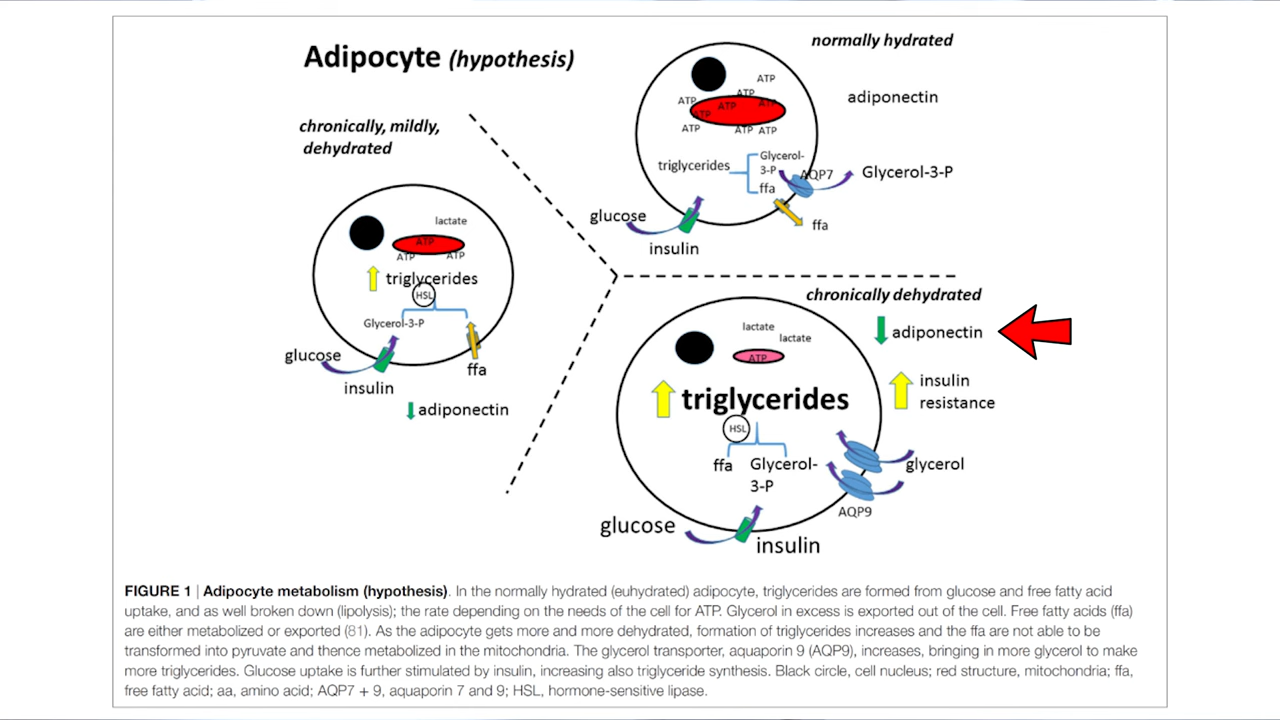 Adipocyte (hypothesis)
chronically, mildly,
dehydrated
lactate
ATP
ATP
ATP
triglycerides
HSL
Glycerol-3-P
glucose
insulin
ffa
adiponectin
normally hydrated
ATP
ATP
ATP
ATP
ATP
ATP
ATP
ATP
ATP
adiponectin
triglycerides
Glycerol-
3-P
ffa
AQP7
Glycerol-3-P
ffa
glucose
insulin
chronically dehydrated
adiponectin
insulin
resistance
lactate
lactate
ATP
triglycerides
HSL
ffa
Glycerol-
3-P
glycerol
AQP9
glucose
insulin
FIGURE 1 | Adipocyte metabolism (hypothesis). In the normally hydrated (euhydrated) adipocyte, triglycerides are formed from glucose and free fatty acid
uptake, and as well broken down (lipolysis); the rate depending on the needs of the cell for ATP. Glycerol in excess is exported out of the cell. Free fatty acids (ffa)
are either metabolized or exported (81). As the adipocyte gets more and more dehydrated, formation of triglycerides increases and the ffa are not able to be
transformed into pyruvate and thence metabolized in the mitochondria. The glycerol transporter, aquaporin 9 (AQP9), increases, bringing in more glycerol to make
more triglycerides. Glucose uptake is further stimulated by insulin, increasing also triglyceride synthesis. Black circle, cell nucleus; red structure, mitochondria; ffa,
free fatty acid; aa, amino acid; AQP7 + 9, aquaporin 7 and 9; HSL, hormone-sensitive lipase.